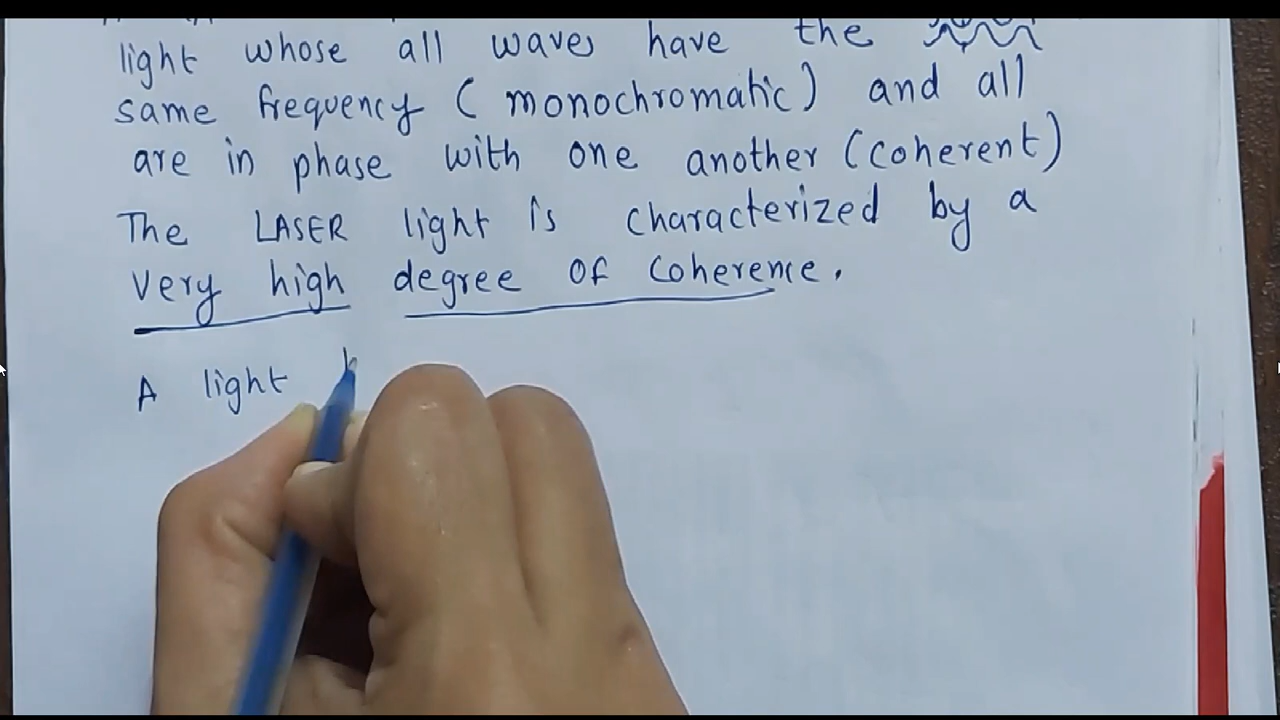 light whose all waves have the
same frequency (monochromatic) and all
are in phase with one another (coherent)
The LASER light is characterized by a
very high degree of coherence.
A light